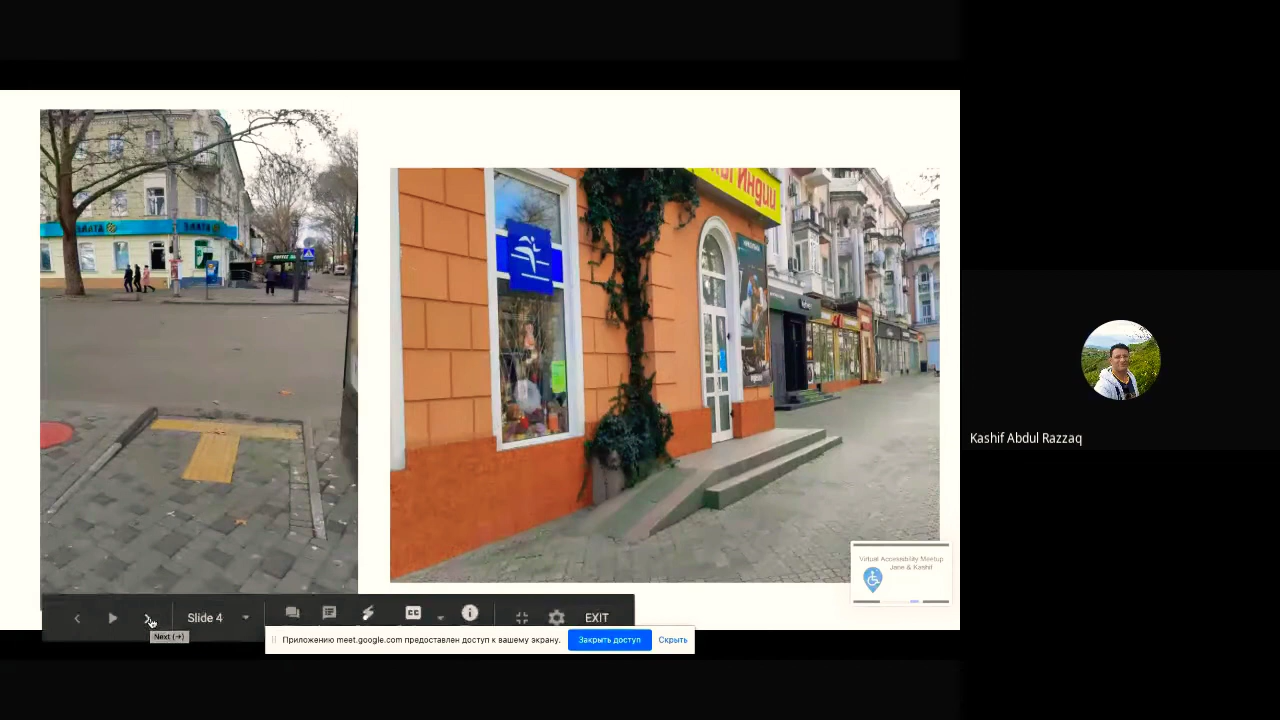 Virtual Accessibility Meetup
Jane & Kashif
Kashif Abdul Razzaq
Slide 4
CC
EXIT
Next (→)
Приложению meet.google.com предоставлен доступ к вашему экрану.
Закрыть доступ
Скрыть